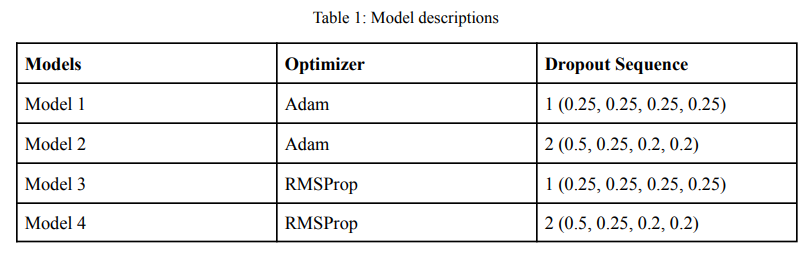 Table 1: Model descriptions
Models Optimizer Dropout Sequence
Model 1 Adam 1 (0.25, 0.25, 0.25, 0.25)
Model 2 Adam 2 (0.5, 0.25, 0.2, 0.2)
Model 3 RMSProp 1 (0.25, 0.25, 0.25, 0.25)
Model 4 RMSProp 2 (0.5, 0.25, 0.2, 0.2)